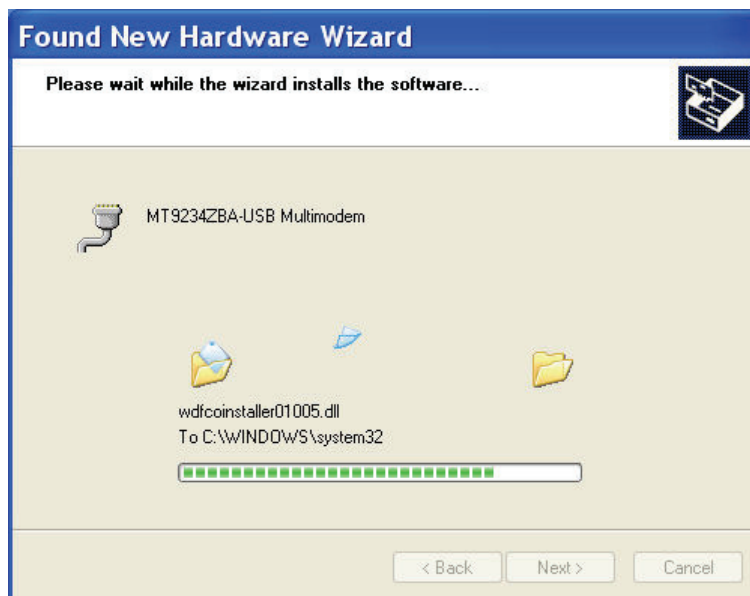 Found New Hardware Wizard
Please wait while the wizard installs the software...
MT9234ZBA-USB Multimodem
wdfcoinstaller01005.dll
To C:\WINDOWS\system32
< Back Next > Cancel